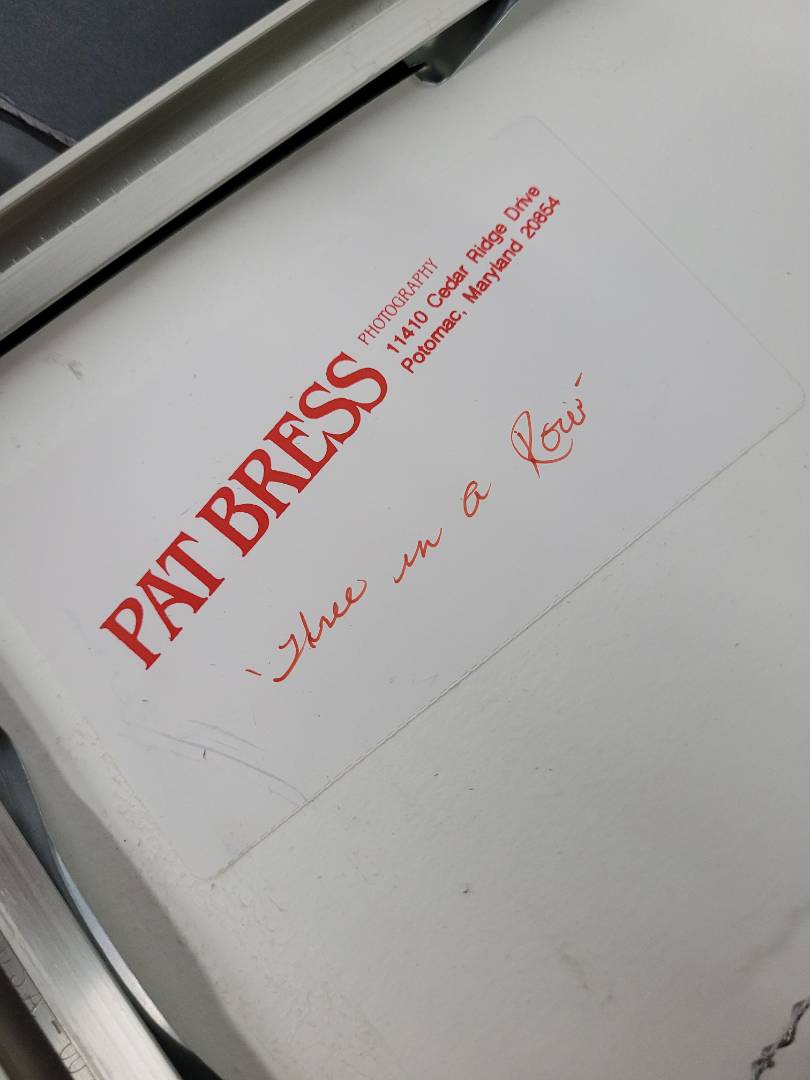 PAT BRESS PHOTOGRAPHY
11410 Cedar Ridge Drive
Potomac, Maryland 20854
'Three in a Row'